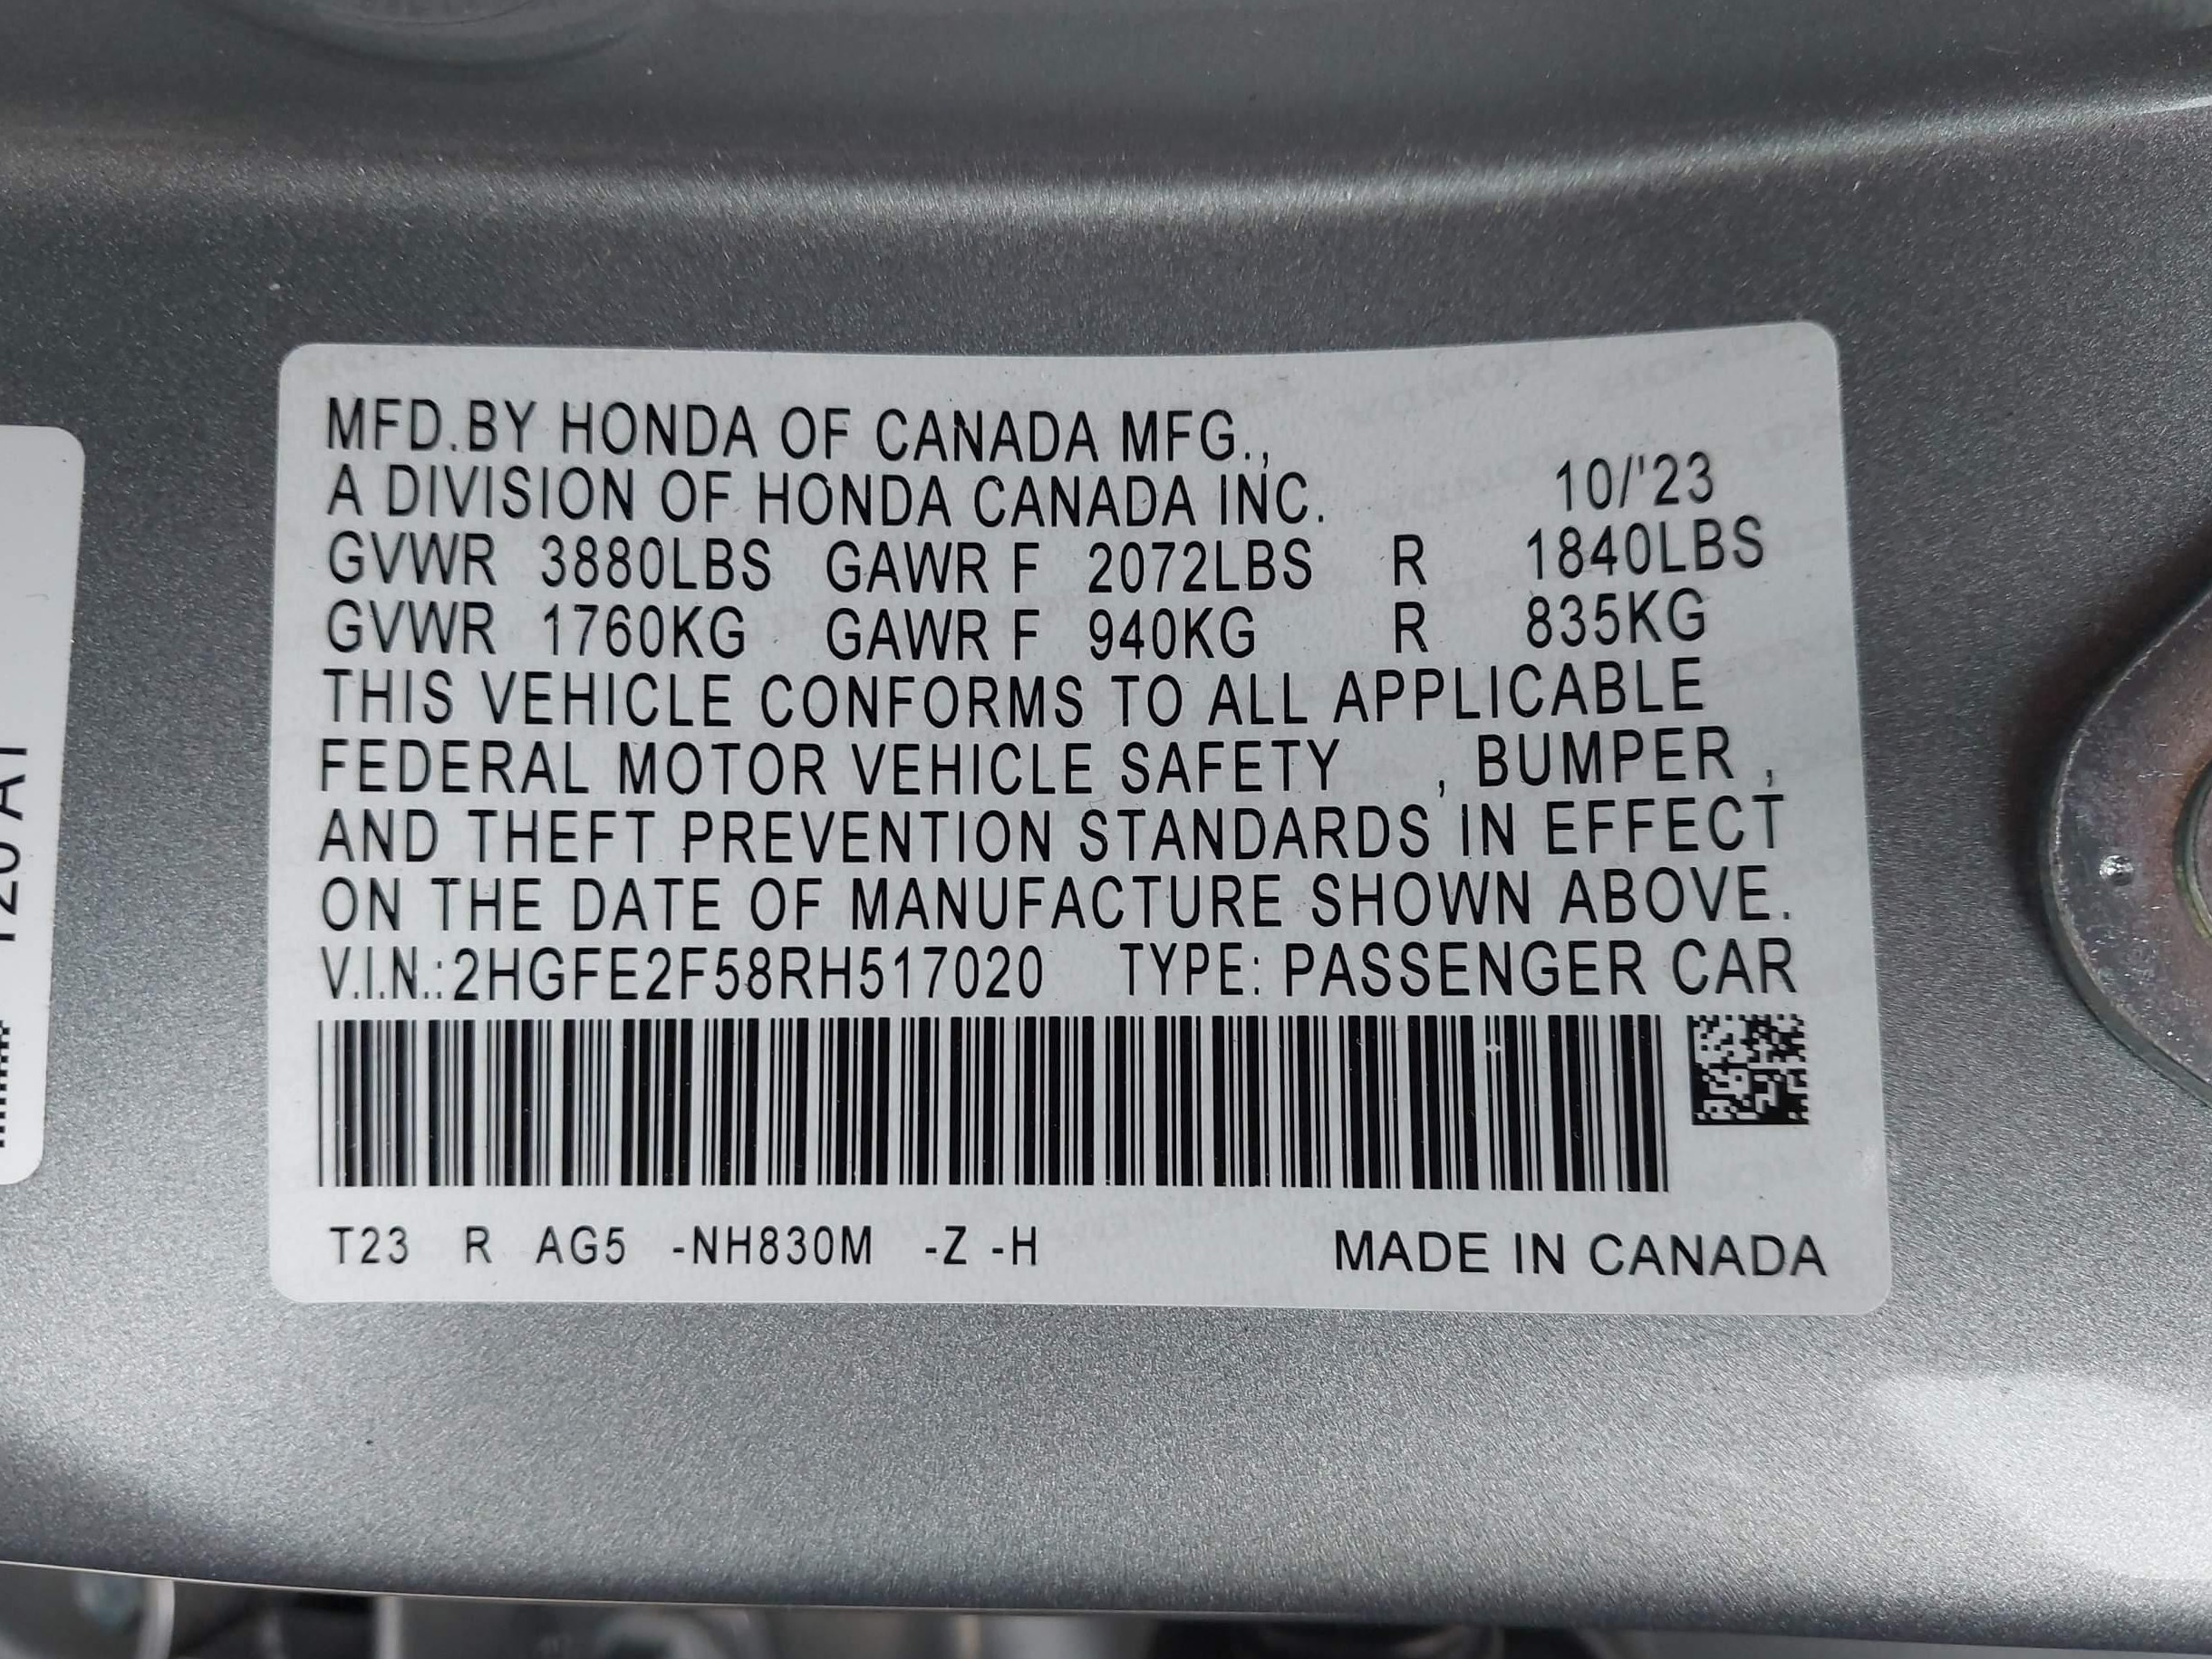 MFD.BY HONDA OF CANADA MFG.,
A DIVISION OF HONDA CANADA INC. 10/'23
GVWR 3880LBS GAWR F 2072LBS R 1840LBS
GVWR 1760KG GAWR F 940KG R 835KG
THIS VEHICLE CONFORMS TO ALL APPLICABLE
FEDERAL MOTOR VEHICLE SAFETY , BUMPER ,
AND THEFT PREVENTION STANDARDS IN EFFECT
ON THE DATE OF MANUFACTURE SHOWN ABOVE.
V.I.N.:2HGFE2F58RH517020 TYPE: PASSENGER CAR
T23 R AG5 -NH830M -Z -H MADE IN CANADA